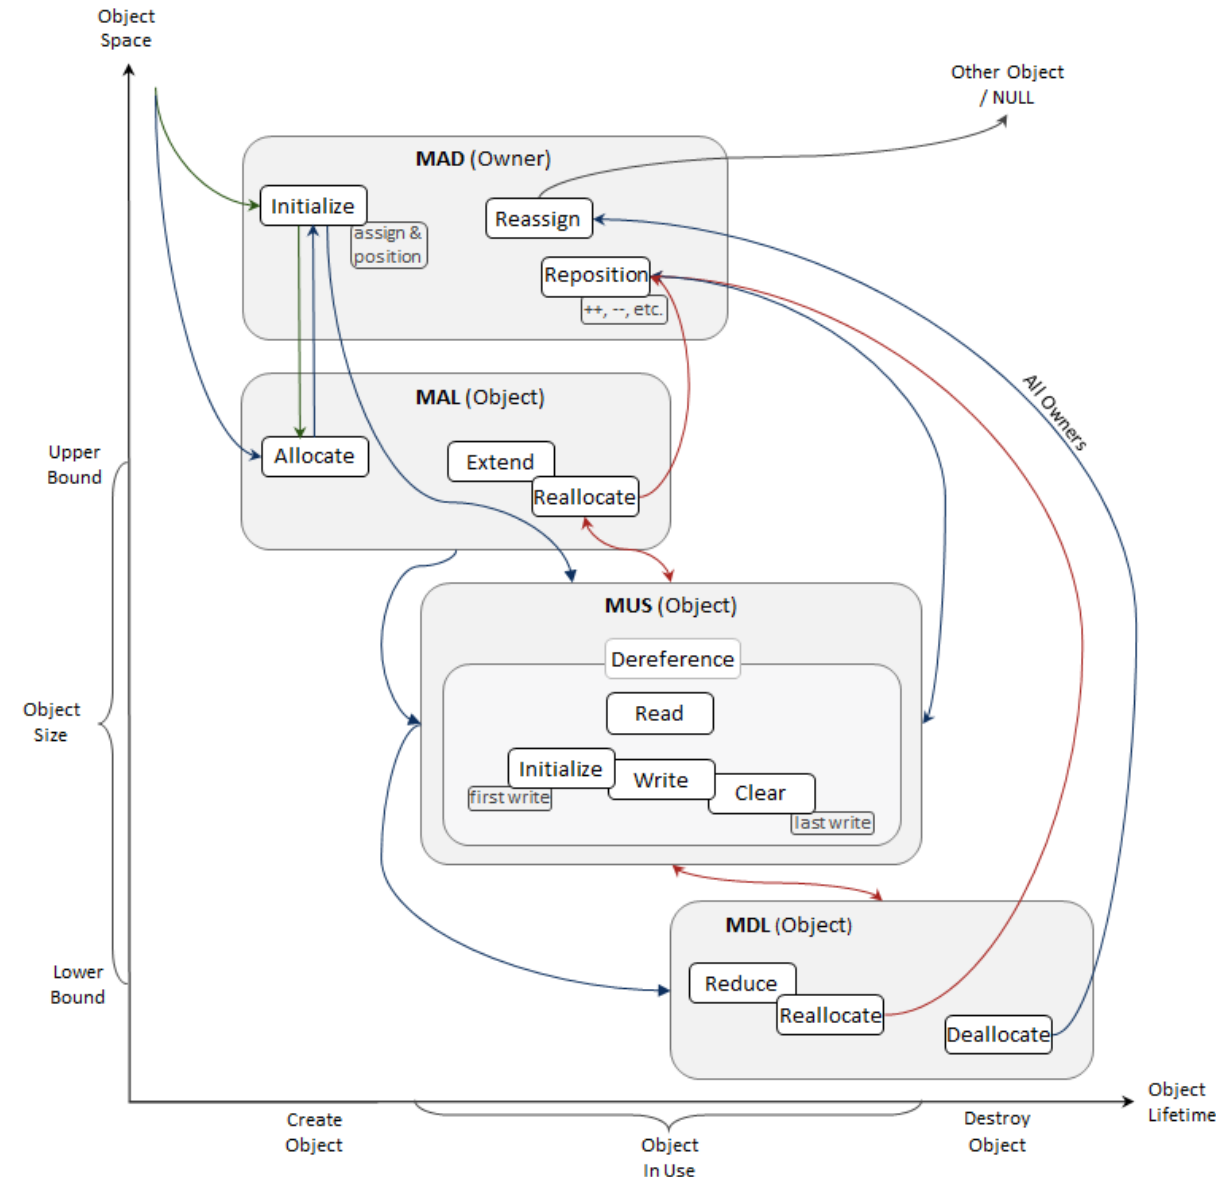 Object
Space
Other Object
/ NULL
MAD (Owner)
Initialize
assign &
position
Reassign
Reposition
++, --, etc.
All Owners
MAL (Object)
Allocate
Extend
Reallocate
Upper
Bound
MUS (Object)
Dereference
Read
Initialize
first write
Write
Clear
last write
Object
Size
MDL (Object)
Reduce
Reallocate
Deallocate
Lower
Bound
Object
Lifetime
Create
Object
Object
In Use
Destroy
Object